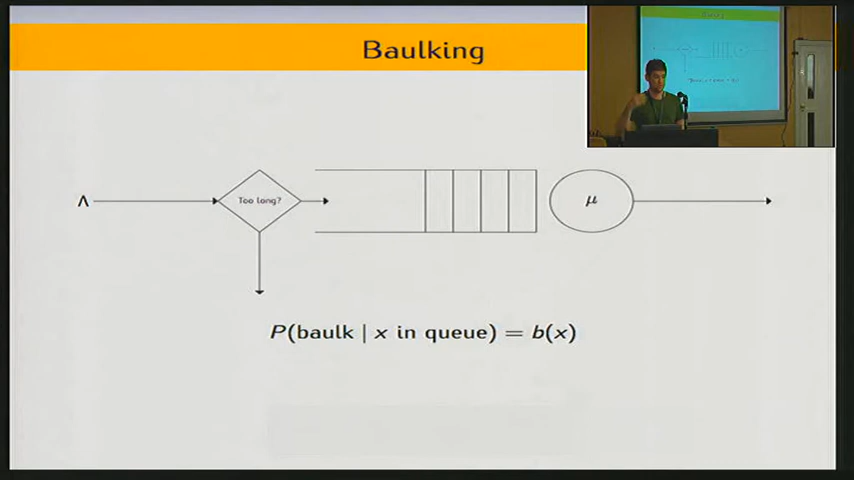 Baulking
Λ
Too long?
μ
P(baulk | x in queue) = b(x)